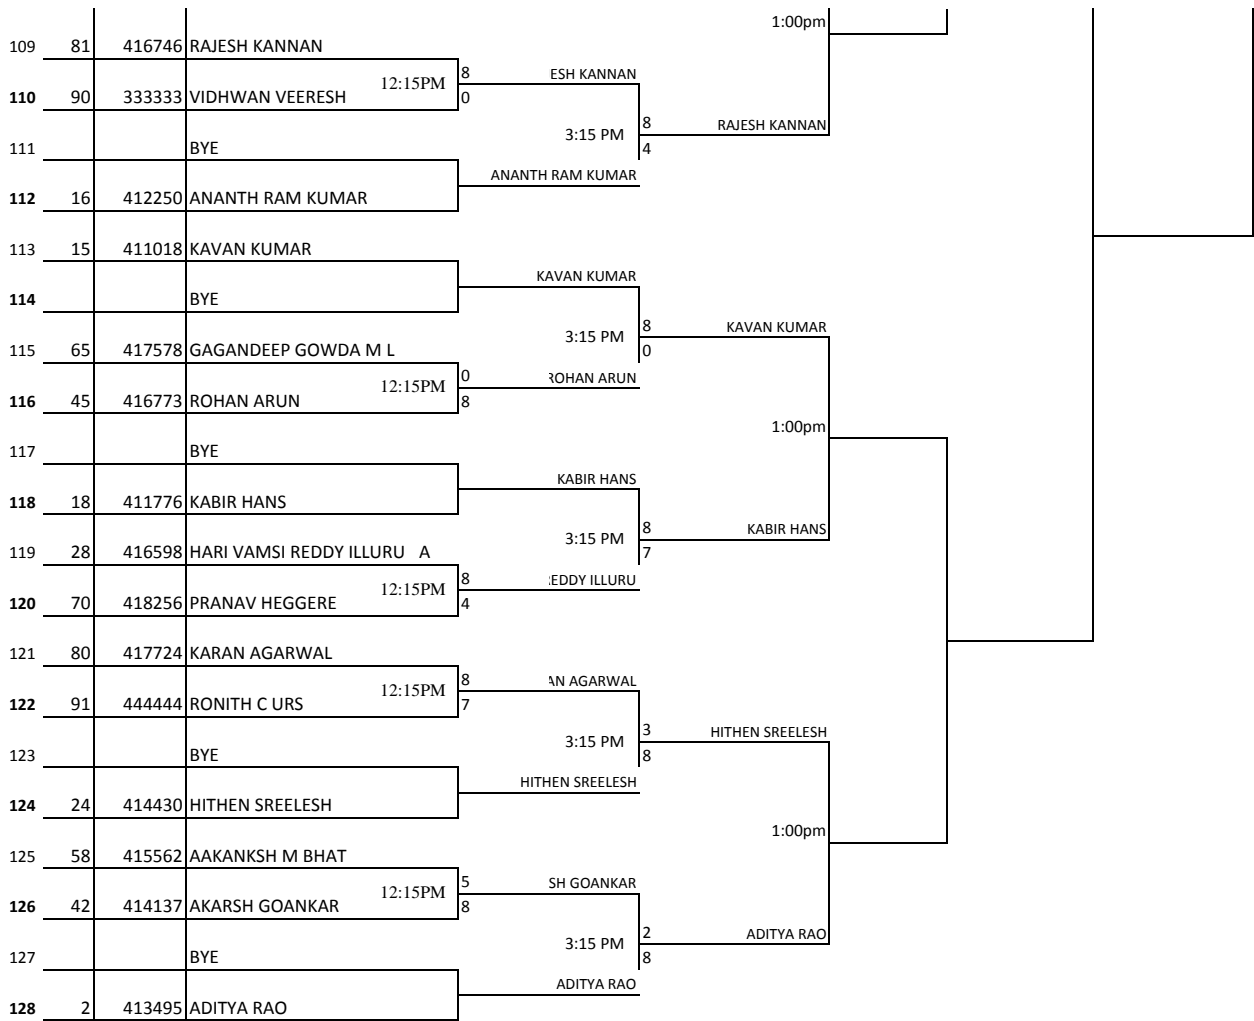 1:00pm
109 81 416746 RAJESH KANNAN
12:15PM 8 ESH KANNAN
110 90 333333 VIDHWAN VEERESH 0
3:15 PM 8 RAJESH KANNAN
111 BYE 4
ANANTH RAM KUMAR
112 16 412250 ANANTH RAM KUMAR
113 15 411018 KAVAN KUMAR
KAVAN KUMAR
114 BYE
3:15 PM 8 KAVAN KUMAR
115 65 417578 GAGANDEEP GOWDA M L 0
12:15PM 0 ROHAN ARUN
116 45 416773 ROHAN ARUN 8
1:00pm
117 BYE
KABIR HANS
118 18 411776 KABIR HANS
3:15 PM 8 KABIR HANS
119 28 416598 HARI VAMSI REDDY ILLURU A 7
12:15PM 8 EDDY ILLURU
120 70 418256 PRANAV HEGGERE 4
121 80 417724 KARAN AGARWAL
12:15PM 8 AN AGARWAL
122 91 444444 RONITH C URS 7
3:15 PM 3 HITHEN SREELESH
123 BYE 8
HITHEN SREELESH
124 24 414430 HITHEN SREELESH
1:00pm
125 58 415562 AAKANKSH M BHAT
12:15PM 5 SH GOANKAR
126 42 414137 AKARSH GOANKAR 8
3:15 PM 2 ADITYA RAO
127 BYE 8
ADITYA RAO
128 2 413495 ADITYA RAO